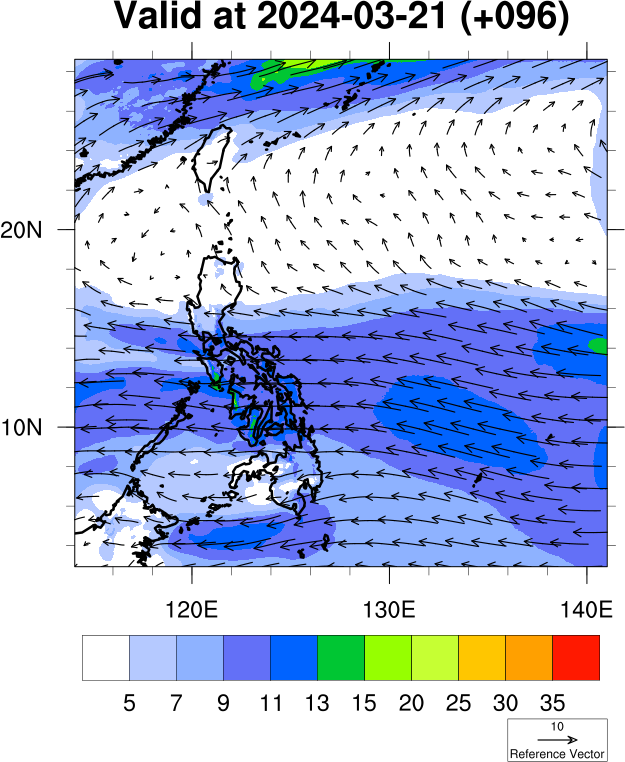 Valid at 2024-03-21 (+096)
20N
10N
120E 130E 140E
5 7 9 11 13 15 20 25 30 35
10
Reference Vector